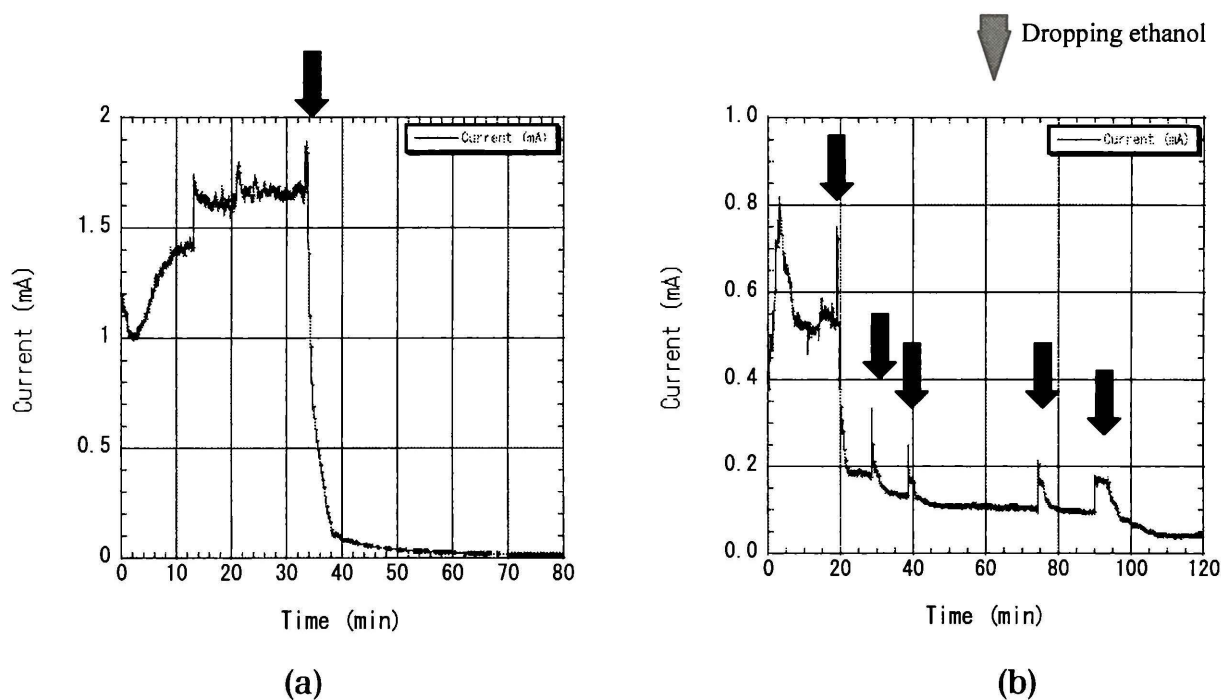 Dropping ethanol
Current (mA)
2
1.5
1
0.5
0
0 10 20 30 40 50 60 70 80
Current (mA)
Time (min)
(a)
Current (mA)
1.0
0.8
0.6
0.4
0.2
0.0
0 20 40 60 80 100 120
Current (mA)
Time (min)
(b)